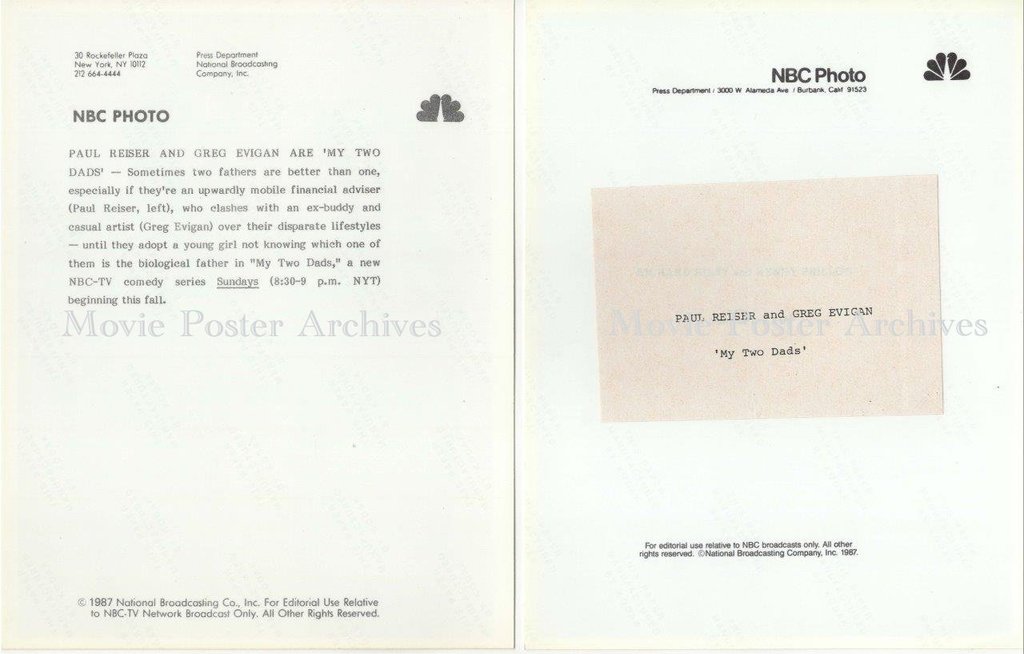 30 Rockefeller Plaza
New York, NY 10112
212 664-4444
Press Department
National Broadcasting
Company, Inc.
NBC PHOTO
PAUL REISER AND GREG EVIGAN ARE 'MY TWO
DADS' — Sometimes two fathers are better than one,
especially if they're an upwardly mobile financial adviser
(Paul Reiser, left), who clashes with an ex-buddy and
casual artist (Greg Evigan) over their disparate lifestyles
— until they adopt a young girl not knowing which one of
them is the biological father in "My Two Dads," a new
NBC-TV comedy series Sundays (8:30-9 p.m. NYT)
beginning this fall.
Movie Poster Archives
© 1987 National Broadcasting Co., Inc. For Editorial Use Relative
to NBC-TV Network Broadcast Only. All Other Rights Reserved.
NBC Photo
Press Department / 3000 W Alameda Ave / Burbank, Calif 91523
PAUL REISER and GREG EVIGAN
'My Two Dads'
Movie Poster Archives
For editorial use relative to NBC broadcasts only. All other
rights reserved. ©National Broadcasting Company, Inc. 1987.